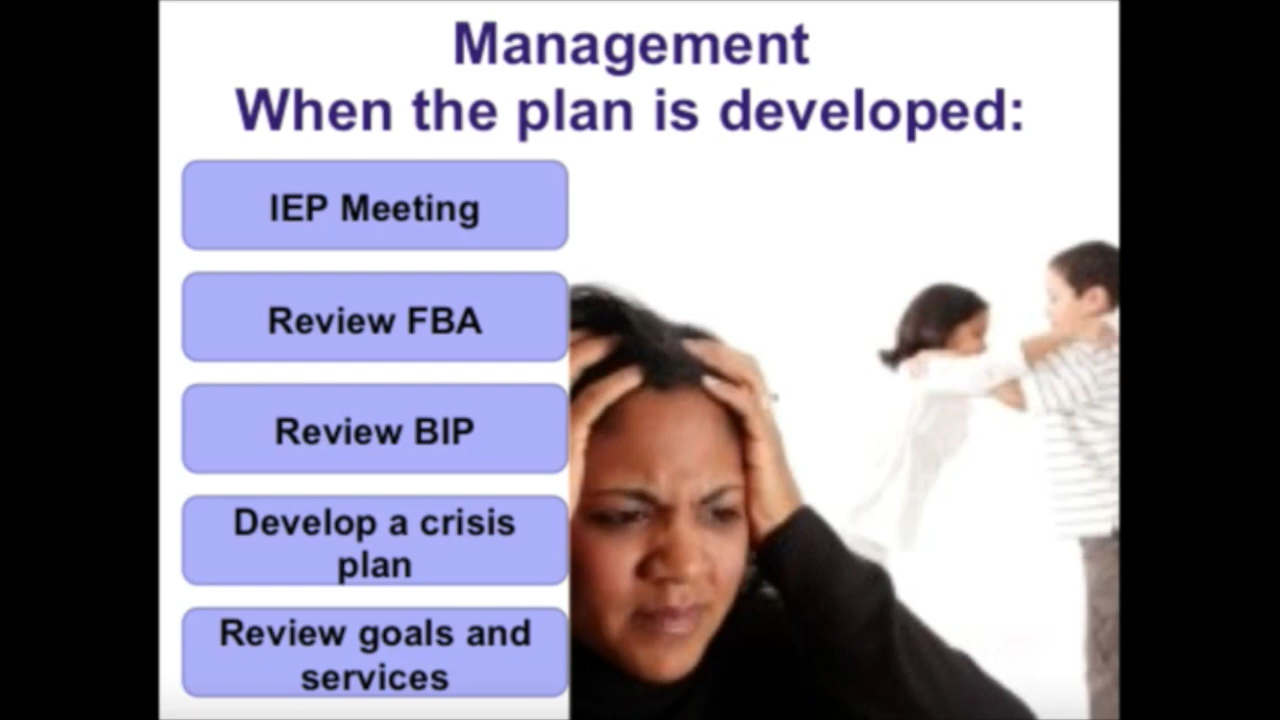 Management
When the plan is developed:
IEP Meeting
Review FBA
Review BIP
Develop a crisis
plan
Review goals and
services